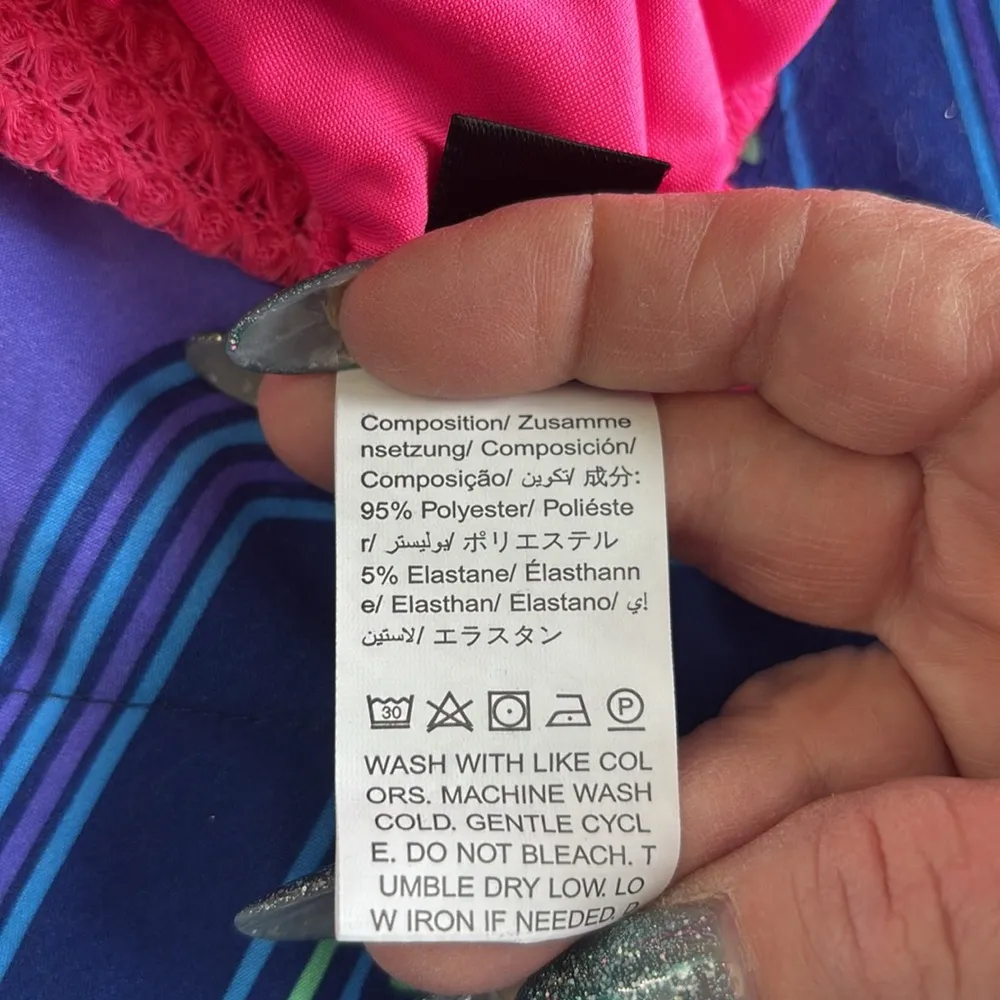 Composition/ Zusamme
nsetzung/ Composición/
Composição/ تكوين/ 成分:
95% Polyester/ Poliéste
r/ بوليستر/ ポリエステル
5% Elastane/ Élasthann
e/ Elasthan/ Elastano/ إي
لاستين/ エラスタン
30 P
WASH WITH LIKE COL
ORS. MACHINE WASH
COLD. GENTLE CYCL
E. DO NOT BLEACH. T
UMBLE DRY LOW. LO
W IRON IF NEEDED.